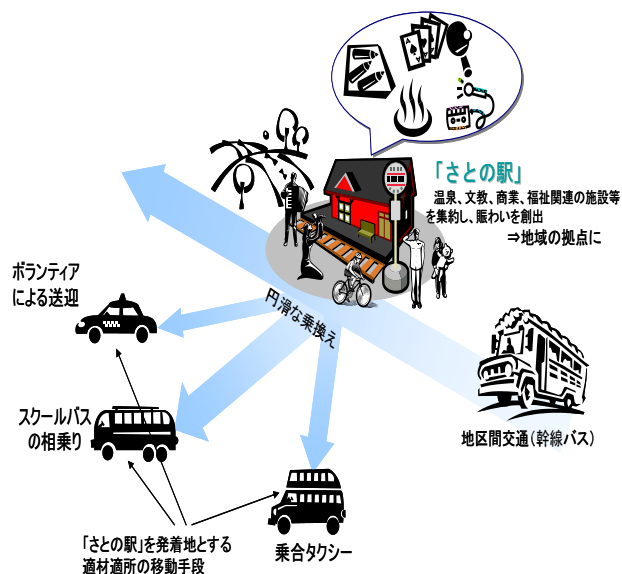 「さとの駅」
温泉、文教、商業、福祉関連の施設等
を集約し、賑わいを創出
⇒地域の拠点に
ボランティア
による送迎
円滑な乗換え
スクールバス
の相乗り
地区間交通(幹線バス)
「さとの駅」を発着地とする
適材適所の移動手段
乗合タクシー